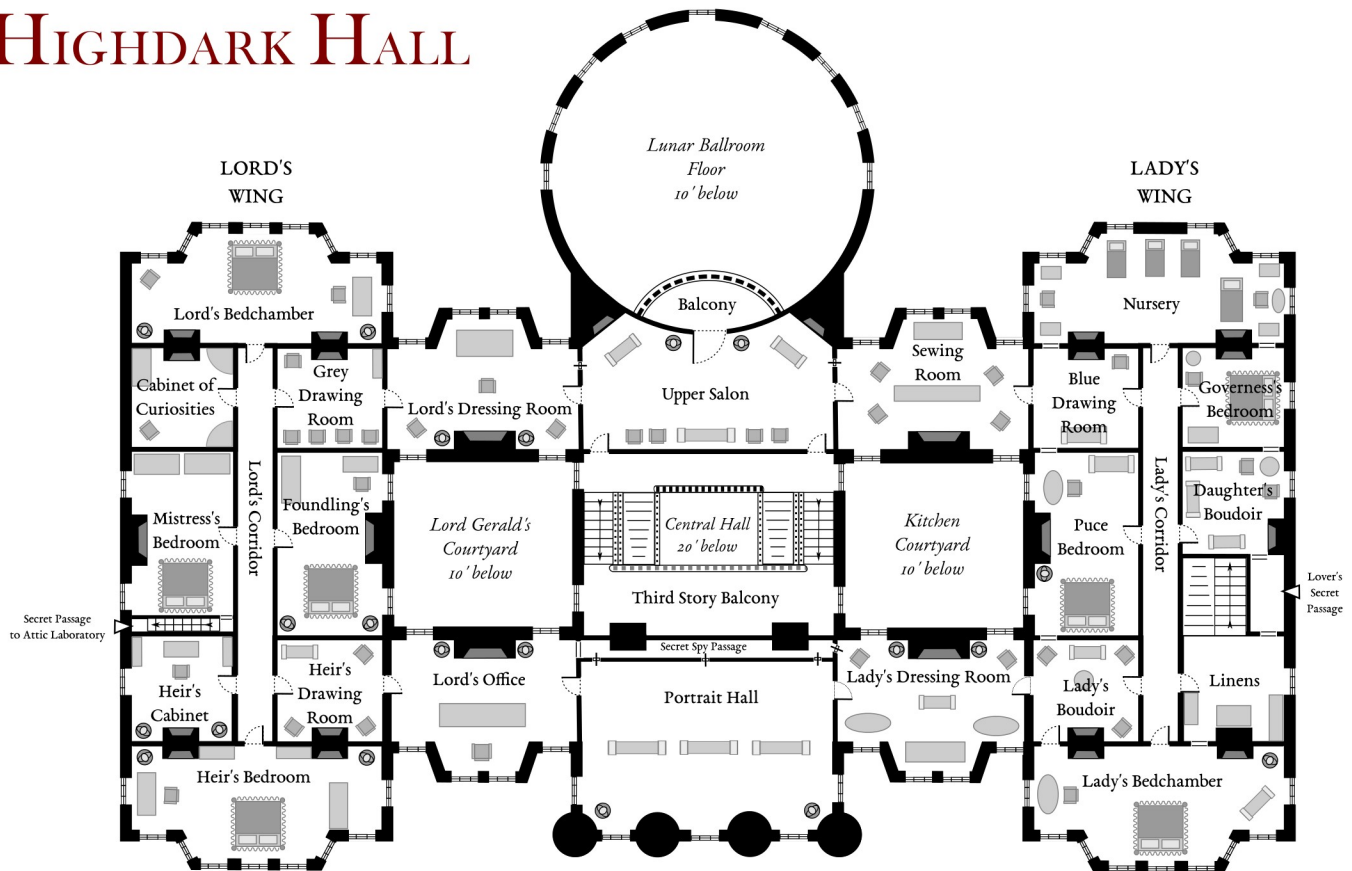 HIGHDARK HALL
LORD'S
WING
LADY'S
WING
Lunar Ballroom
Floor
10' below
Balcony
Lord's Bedchamber
Nursery
Cabinet of
Curiosities
Grey
Drawing
Room
Lord's Dressing Room
Upper Salon
Sewing
Room
Blue
Drawing
Room
Governess's
Bedroom
Mistress's
Bedroom
Lord's Corridor
Foundling's
Bedroom
Lord Gerald's
Courtyard
10' below
Central Hall
20' below
Kitchen
Courtyard
10' below
Puce
Bedroom
Lady's Corridor
Daughter's
Boudoir
Third Story Balcony
Secret Passage
to Attic Laboratory
Lover's
Secret
Passage
Secret Spy Passage
Heir's
Cabinet
Heir's
Drawing
Room
Lord's Office
Portrait Hall
Lady's Dressing Room
Lady's
Boudoir
Linens
Heir's Bedroom
Lady's Bedchamber